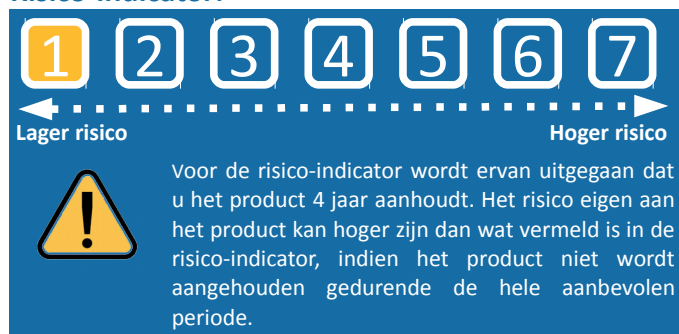 Risico-indicator:
1 2 3 4 5 6 7
Lager risico Hoger risico
Voor de risico-indicator wordt ervan uitgegaan dat
u het product 4 jaar aanhoudt. Het risico eigen aan
het product kan hoger zijn dan wat vermeld is in de
risico-indicator, indien het product niet wordt
aangehouden gedurende de hele aanbevolen
periode.